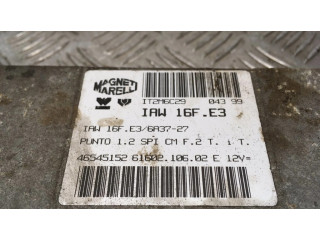 MAGNETI
MARELLI
IT2M6C29 043 99
IAW 16F.E3
IAW 16F.E3/6A37-27
PUNTO 1.2 SPI CM F.2 T. 1 T.
46545152 61602.106.02 E 12V=